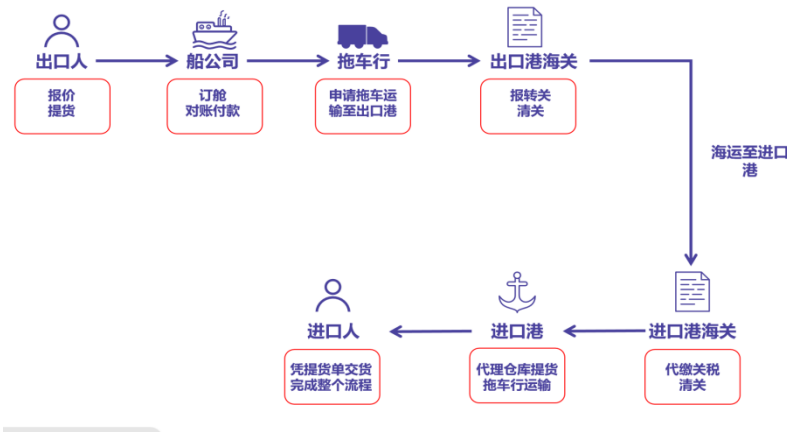 出口人
船公司
拖车行
出口港海关
报价
提货
订舱
对账付款
申请拖车运
输至出口港
报转关
清关
海运至进口
港
进口人
进口港
进口港海关
凭提货单交货
完成整个流程
代理仓库提货
拖车行运输
代缴关税
清关